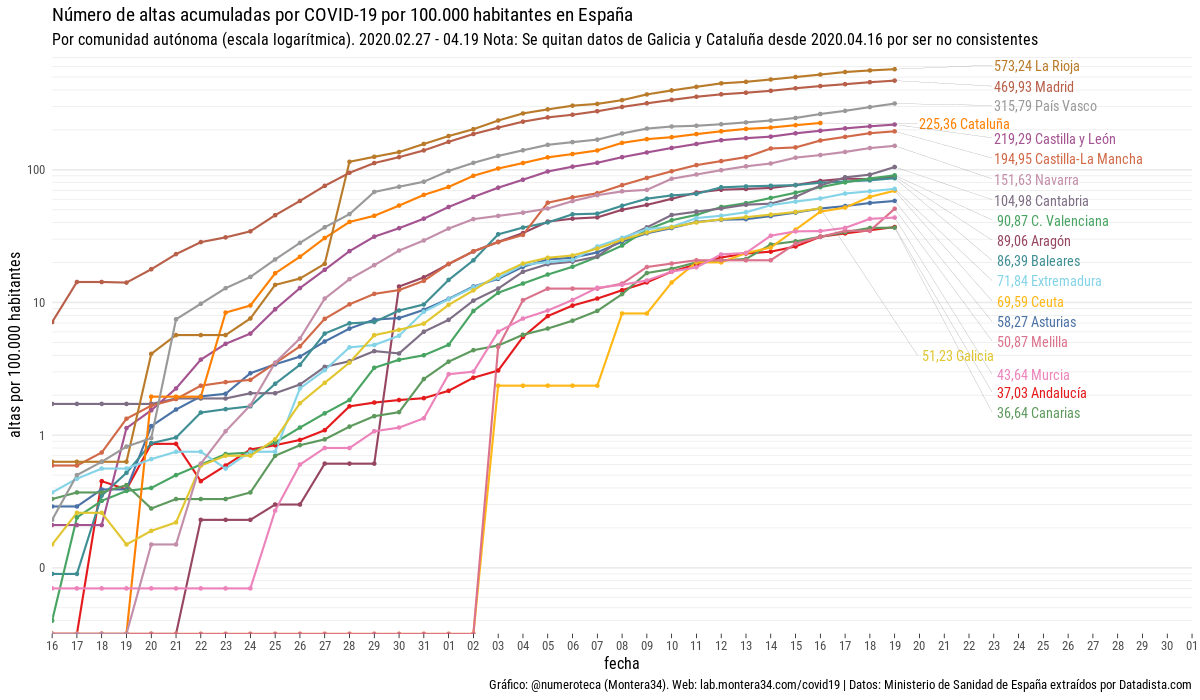 Número de altas acumuladas por COVID-19 por 100.000 habitantes en España
Por comunidad autónoma (escala logarítmica). 2020.02.27 - 04.19 Nota: Se quitan datos de Galicia y Cataluña desde 2020.04.16 por ser no consistentes
573,24 La Rioja
469,93 Madrid
315,79 País Vasco
225,36 Cataluña
219,29 Castilla y León
194,95 Castilla-La Mancha
151,63 Navarra
104,98 Cantabria
90,87 C. Valenciana
89,06 Aragón
86,39 Baleares
71,84 Extremadura
69,59 Ceuta
58,27 Asturias
50,87 Melilla
51,23 Galicia
43,64 Murcia
37,03 Andalucía
36,64 Canarias
altas por 100.000 habitantes
100
10
1
0
16 17 18 19 20 21 22 23 24 25 26 27 28 29 30 31 01 02 03 04 05 06 07 08 09 10 11 12 13 14 15 16 17 18 19 20 21 22 23 24 25 26 27 28 29 30 01
fecha
Gráfico: @numeroteca (Montera34). Web: lab.montera34.com/covid19 | Datos: Ministerio de Sanidad de España extraídos por Datadista.com